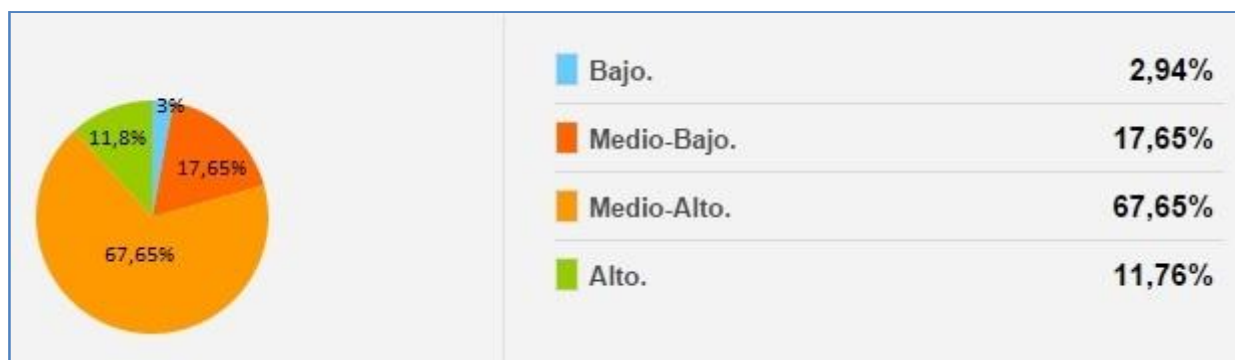 3%
11,8%
17,65%
67,65%
Bajo. 2,94%
Medio-Bajo. 17,65%
Medio-Alto. 67,65%
Alto. 11,76%